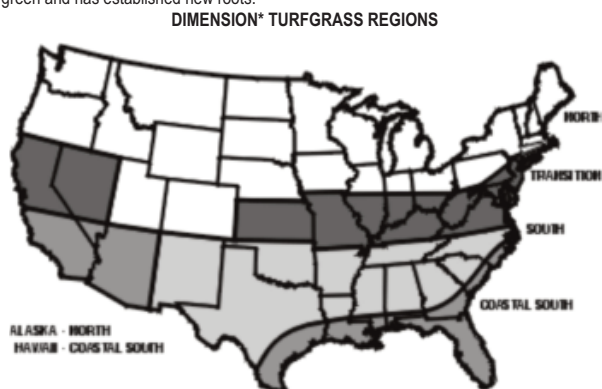 green and has established new roots.
DIMENSION* TURFGRASS REGIONS
NORTH
TRANSITION
SOUTH
COASTAL SOUTH
ALASKA - NORTH
HAWAII - COASTAL SOUTH